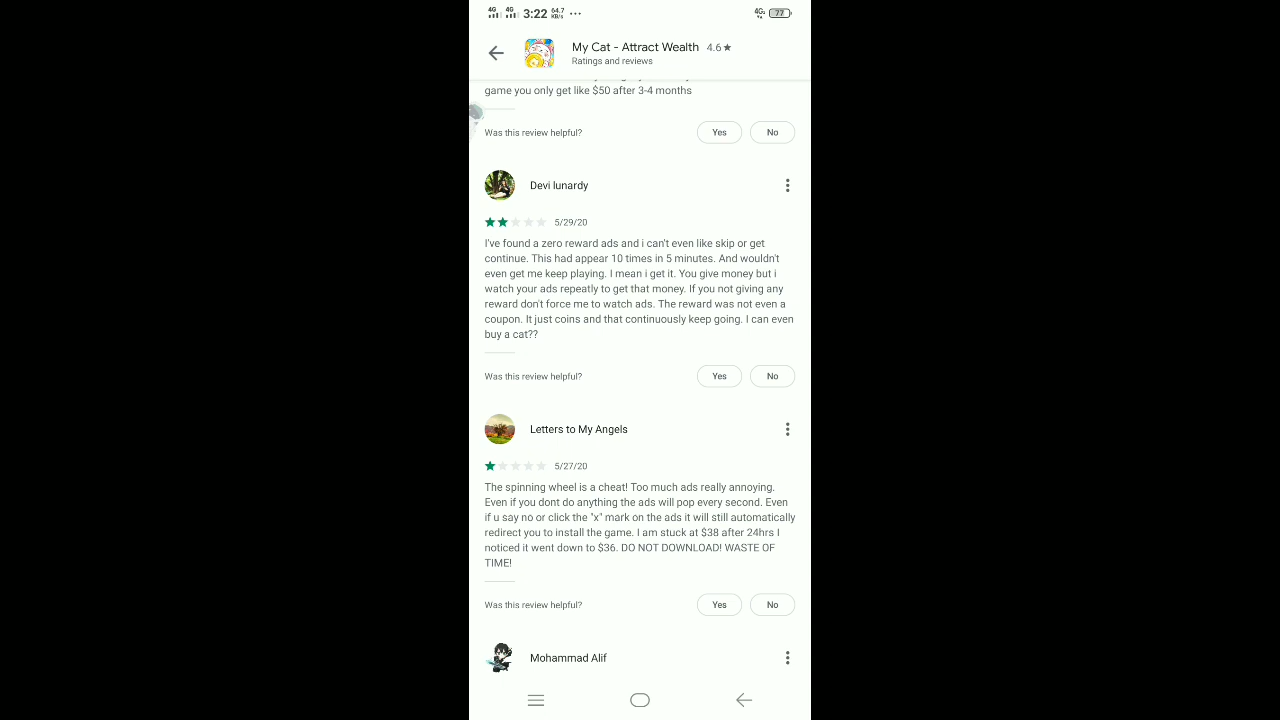 4G 4G 3:22 64.7 KB/s ... 4G 77
My Cat - Attract Wealth 4.6★
Ratings and reviews
game you only get like $50 after 3-4 months
Was this review helpful? Yes No
Devi lunardy
5/29/20
I've found a zero reward ads and i can't even like skip or get
continue. This had appear 10 times in 5 minutes. And wouldn't
even get me keep playing. I mean i get it. You give money but i
watch your ads repeatly to get that money. If you not giving any
reward don't force me to watch ads. The reward was not even a
coupon. It just coins and that continuously keep going. I can even
buy a cat??
Was this review helpful? Yes No
Letters to My Angels
5/27/20
The spinning wheel is a cheat! Too much ads really annoying.
Even if you dont do anything the ads will pop every second. Even
if u say no or click the "x" mark on the ads it will still automatically
redirect you to install the game. I am stuck at $38 after 24hrs I
noticed it went down to $36. DO NOT DOWNLOAD! WASTE OF
TIME!
Was this review helpful? Yes No
Mohammad Alif